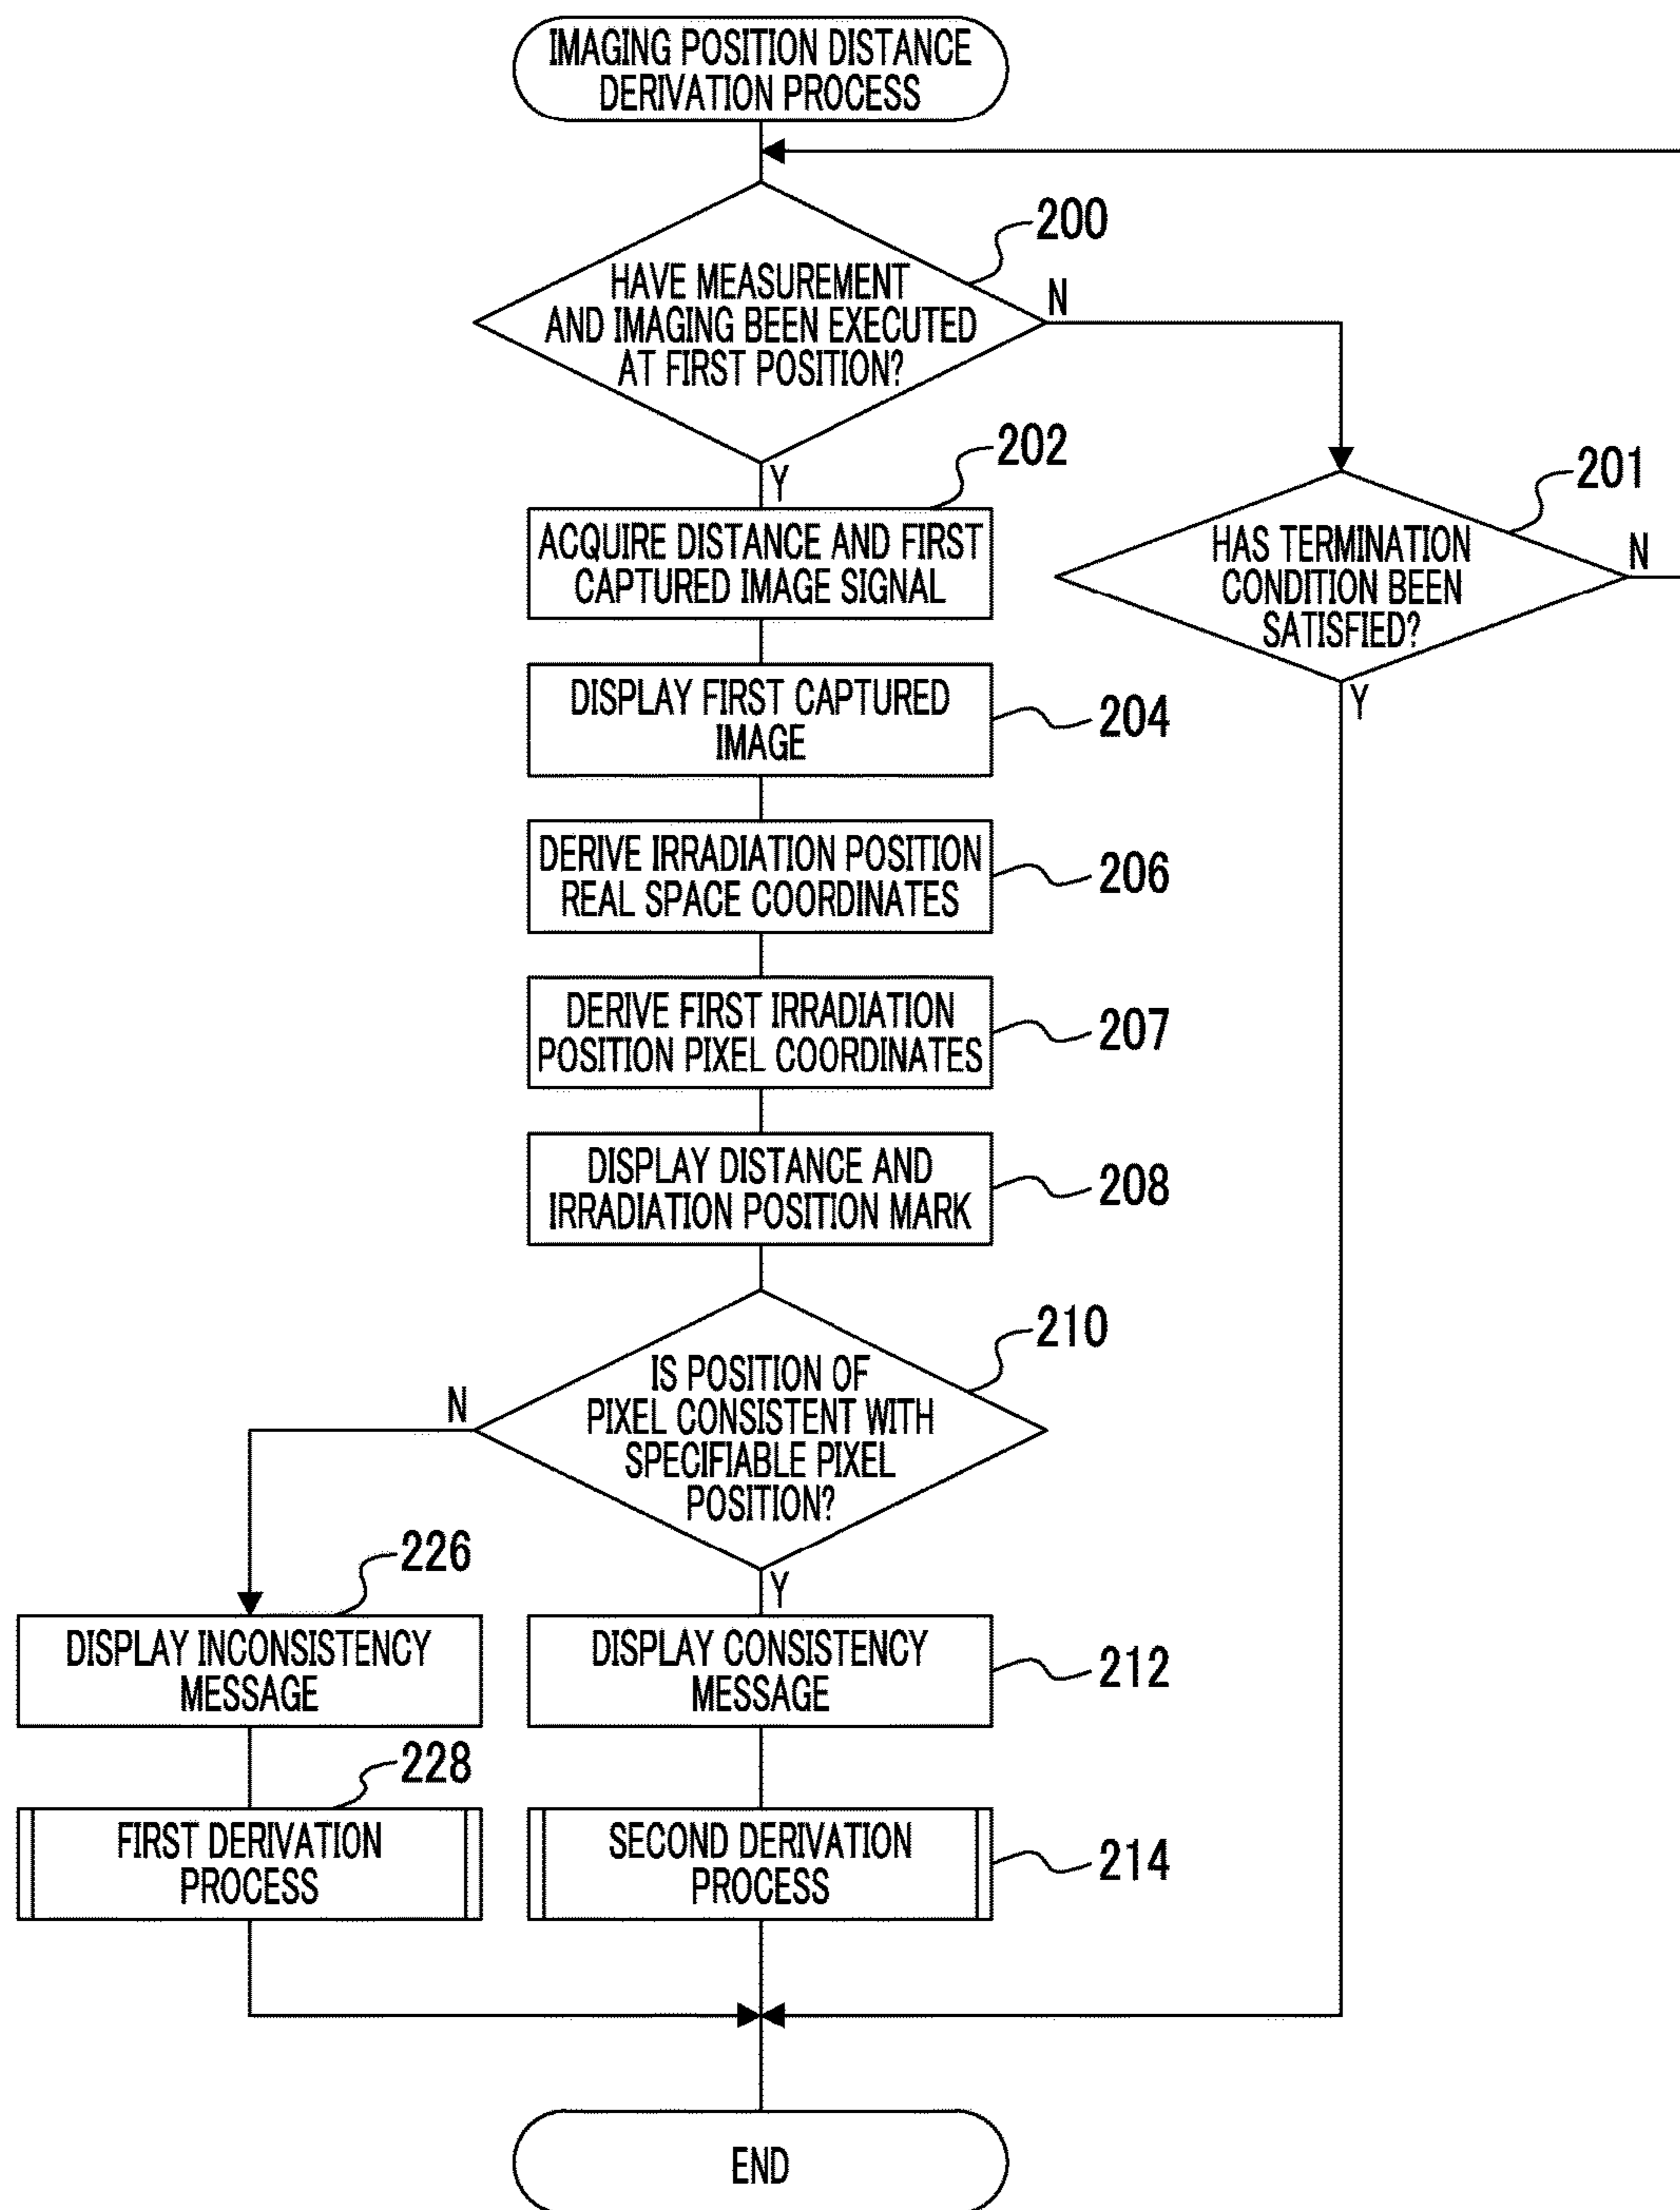 IMAGING POSITION DISTANCE
DERIVATION PROCESS
200
HAVE MEASUREMENT
AND IMAGING BEEN EXECUTED
AT FIRST POSITION?
N
Y
202
ACQUIRE DISTANCE AND FIRST
CAPTURED IMAGE SIGNAL
201
HAS TERMINATION
CONDITION BEEN
SATISFIED?
N
Y
DISPLAY FIRST CAPTURED
IMAGE
204
DERIVE IRRADIATION POSITION
REAL SPACE COORDINATES
206
DERIVE FIRST IRRADIATION
POSITION PIXEL COORDINATES
207
DISPLAY DISTANCE AND
IRRADIATION POSITION MARK
208
210
IS POSITION OF
PIXEL CONSISTENT WITH
SPECIFIABLE PIXEL
POSITION?
N
Y
226
DISPLAY INCONSISTENCY
MESSAGE
DISPLAY CONSISTENCY
MESSAGE
212
228
FIRST DERIVATION
PROCESS
SECOND DERIVATION
PROCESS
214
END